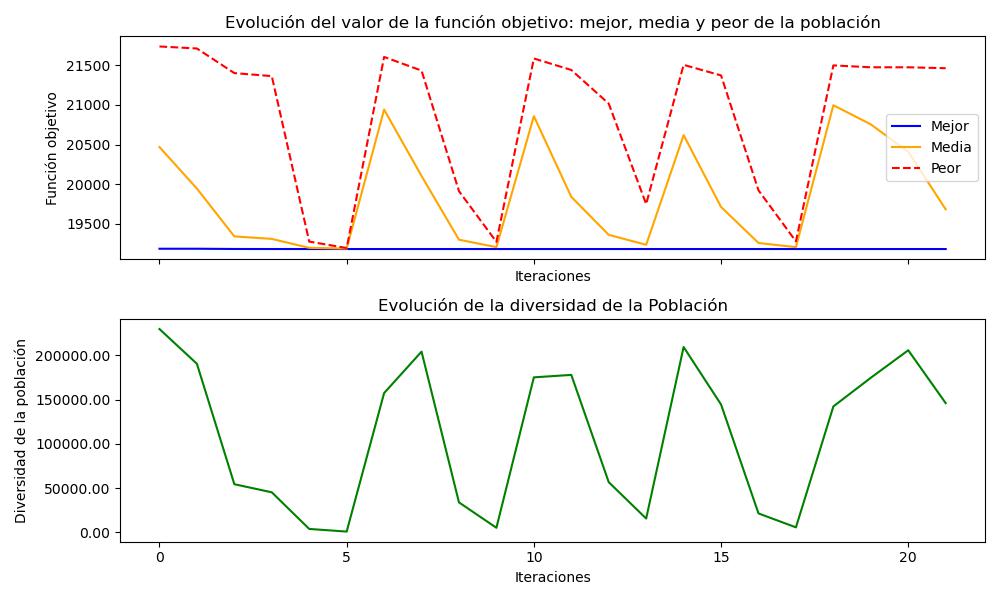 Evolución del valor de la función objetivo: mejor, media y peor de la población
Función objetivo
21500
21000
20500
20000
19500
Mejor
Media
Peor
Iteraciones
Evolución de la diversidad de la Población
Diversidad de la población
200000.00
150000.00
100000.00
50000.00
0.00
0 5 10 15 20
Iteraciones